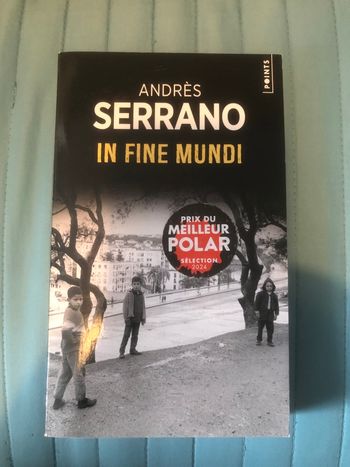 POINTS
ANDRÈS
SERRANO
IN FINE MUNDI
PRIX DU
MEILLEUR
POLAR
SÉLECTION
2024